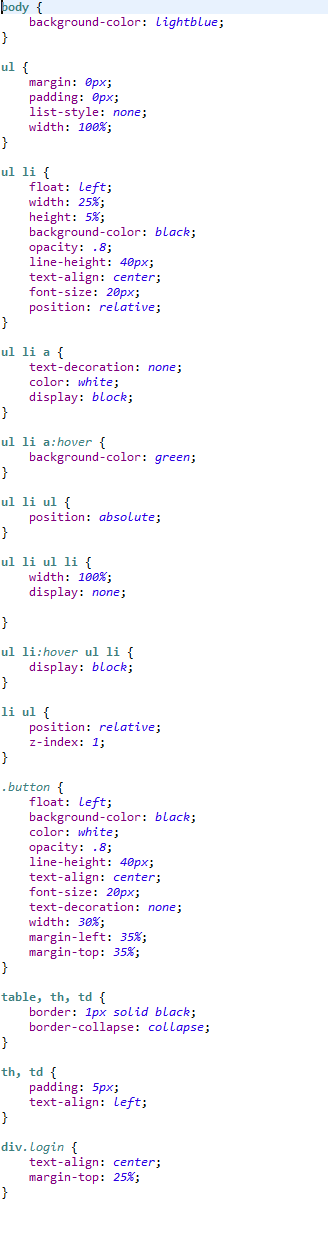 body {
    background-color: lightblue;
}

ul {
    margin: 0px;
    padding: 0px;
    list-style: none;
    width: 100%;
}

ul li {
    float: left;
    width: 25%;
    height: 5%;
    background-color: black;
    opacity: .8;
    line-height: 40px;
    text-align: center;
    font-size: 20px;
    position: relative;
}

ul li a {
    text-decoration: none;
    color: white;
    display: block;
}

ul li a:hover {
    background-color: green;
}

ul li ul {
    position: absolute;
}

ul li ul li {
    width: 100%;
    display: none;

}

ul li:hover ul li {
    display: block;
}

li ul {
    position: relative;
    z-index: 1;
}

.button {
    float: left;
    background-color: black;
    color: white;
    opacity: .8;
    line-height: 40px;
    text-align: center;
    font-size: 20px;
    text-decoration: none;
    width: 30%;
    margin-left: 35%;
    margin-top: 35%;
}

table, th, td {
    border: 1px solid black;
    border-collapse: collapse;
}

th, td {
    padding: 5px;
    text-align: left;
}

div.login {
    text-align: center;
    margin-top: 25%;
}